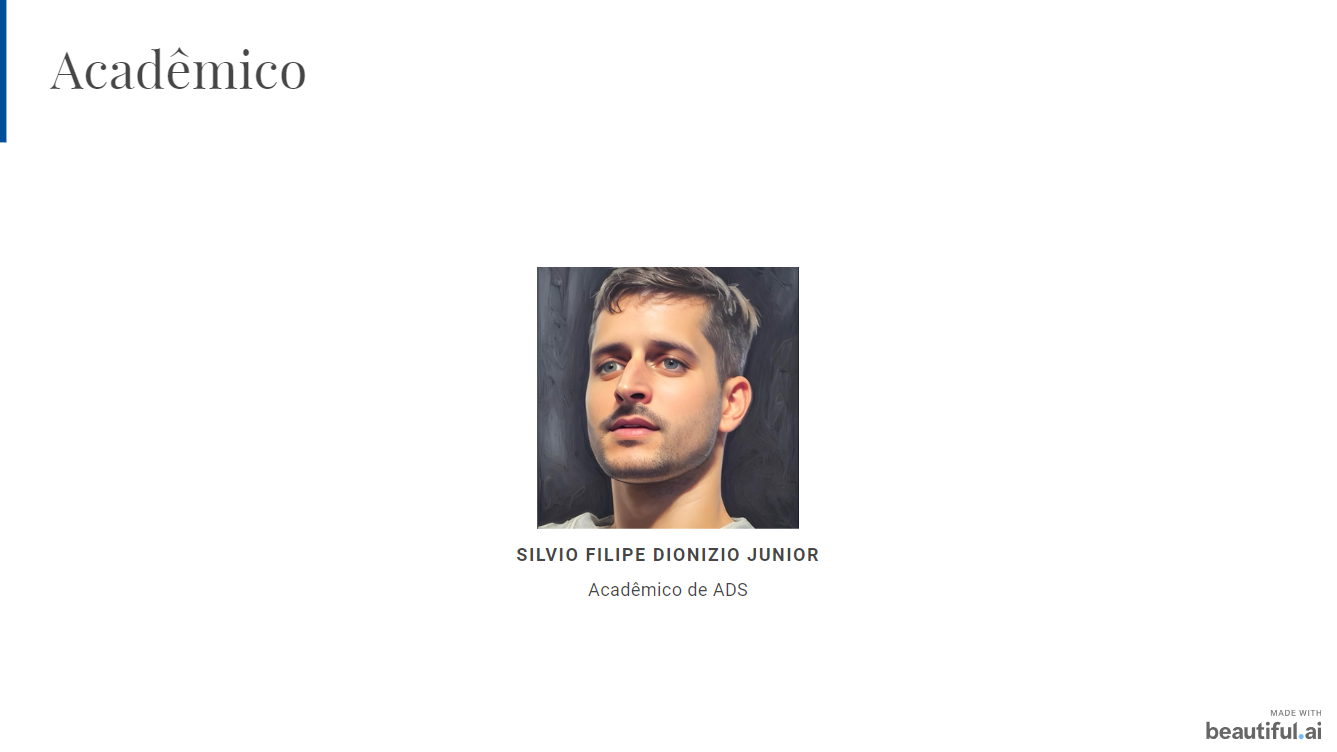 Acadêmico
SILVIO FILIPE DIONIZIO JUNIOR
Acadêmico de ADS
MADE WITH
beautiful.ai